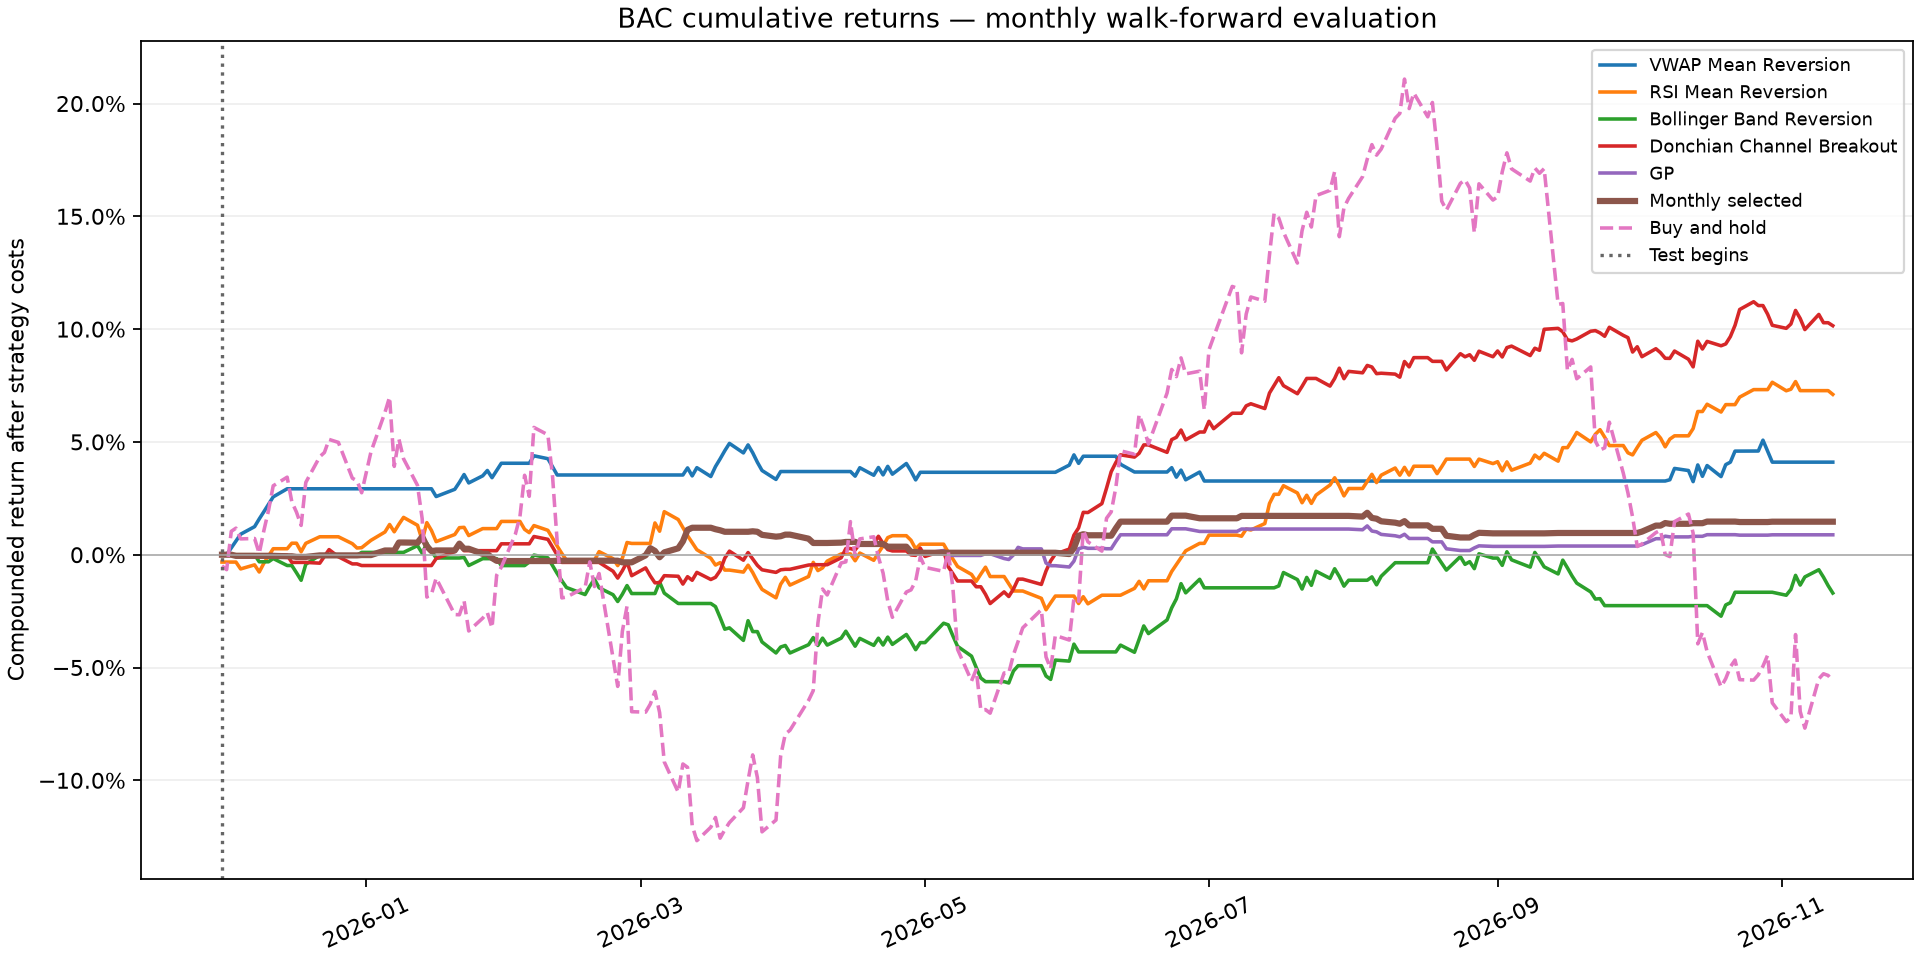 BAC cumulative returns — monthly walk-forward evaluation
Compounded return after strategy costs
20.0%
15.0%
10.0%
5.0%
0.0%
−5.0%
−10.0%
VWAP Mean Reversion
RSI Mean Reversion
Bollinger Band Reversion
Donchian Channel Breakout
GP
Monthly selected
Buy and hold
Test begins
2026-01
2026-03
2026-05
2026-07
2026-09
2026-11